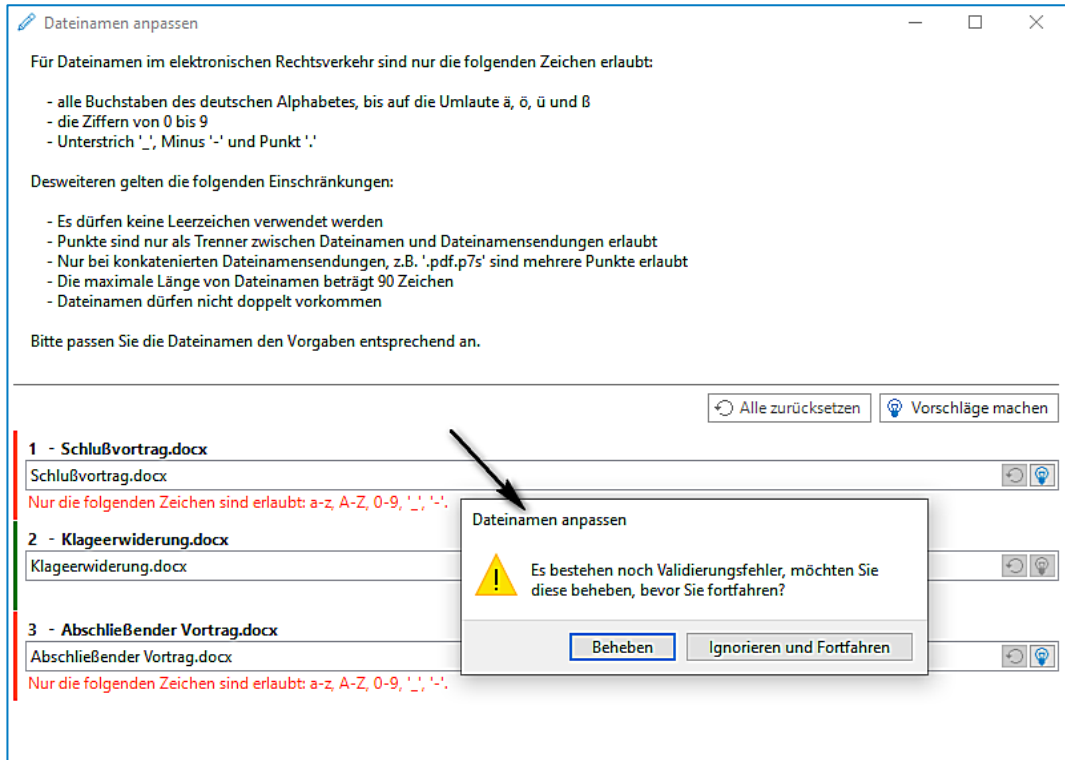 Dateinamen anpassen
Für Dateinamen im elektronischen Rechtsverkehr sind nur die folgenden Zeichen erlaubt:
- alle Buchstaben des deutschen Alphabetes, bis auf die Umlaute ä, ö, ü und ß
- die Ziffern von 0 bis 9
- Unterstrich '_', Minus '-' und Punkt '.'
Desweiteren gelten die folgenden Einschränkungen:
- Es dürfen keine Leerzeichen verwendet werden
- Punkte sind nur als Trenner zwischen Dateinamen und Dateinamensendungen erlaubt
- Nur bei konkatenierten Dateinamensendungen, z.B. '.pdf.p7s' sind mehrere Punkte erlaubt
- Die maximale Länge von Dateinamen beträgt 90 Zeichen
- Dateinamen dürfen nicht doppelt vorkommen
Bitte passen Sie die Dateinamen den Vorgaben entsprechend an.
Alle zurücksetzen Vorschläge machen
1 - Schlußvortrag.docx
Schlußvortrag.docx
Nur die folgenden Zeichen sind erlaubt: a-z, A-Z, 0-9, '_', '-'.
2 - Klageerwiderung.docx
Klageerwiderung.docx
3 - Abschließender Vortrag.docx
Abschließender Vortrag.docx
Nur die folgenden Zeichen sind erlaubt: a-z, A-Z, 0-9, '_', '-'.
Dateinamen anpassen
Es bestehen noch Validierungsfehler, möchten Sie
diese beheben, bevor Sie fortfahren?
Beheben Ignorieren und Fortfahren